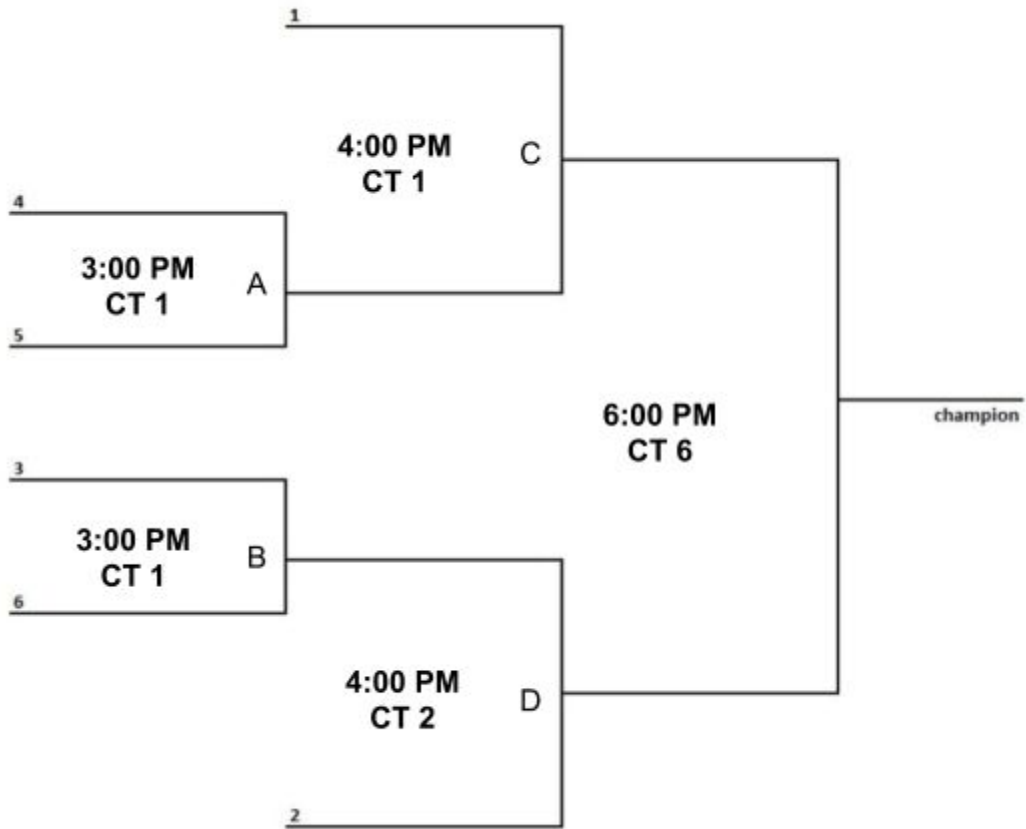 1
4:00 PM
CT 1
C
4
3:00 PM
CT 1
A
5
6:00 PM
CT 6
champion
3
3:00 PM
CT 1
B
6
4:00 PM
CT 2
D
2